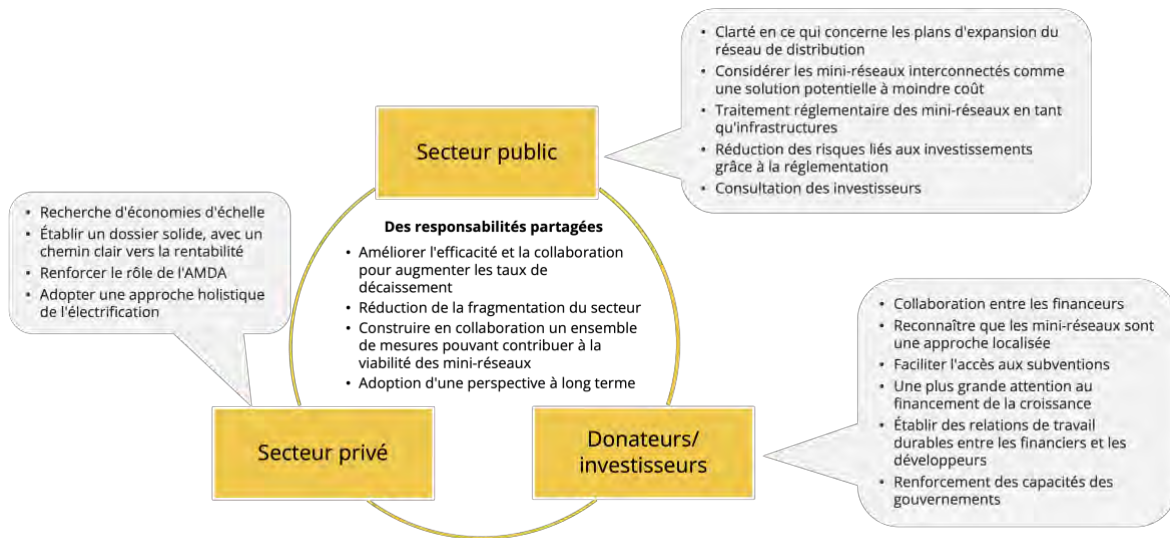 Secteur public
• Clarté en ce qui concerne les plans d'expansion du
réseau de distribution
• Considérer les mini-réseaux interconnectés comme
une solution potentielle à moindre coût
• Traitement réglementaire des mini-réseaux en tant
qu'infrastructures
• Réduction des risques liés aux investissements
grâce à la réglementation
• Consultation des investisseurs
• Recherche d'économies d'échelle
• Établir un dossier solide, avec un
chemin clair vers la rentabilité
• Renforcer le rôle de l'AMDA
• Adopter une approche holistique
de l'électrification
Des responsabilités partagées
• Améliorer l'efficacité et la collaboration
pour augmenter les taux de
décaissement
• Réduction de la fragmentation du secteur
• Construire en collaboration un ensemble
de mesures pouvant contribuer à la
viabilité des mini-réseaux
• Adoption d'une perspective à long terme
Secteur privé
Donateurs/
investisseurs
• Collaboration entre les financeurs
• Reconnaître que les mini-réseaux sont
une approche localisée
• Faciliter l'accès aux subventions
• Une plus grande attention au
financement de la croissance
• Établir des relations de travail
durables entre les financiers et les
développeurs
• Renforcement des capacités des
gouvernements